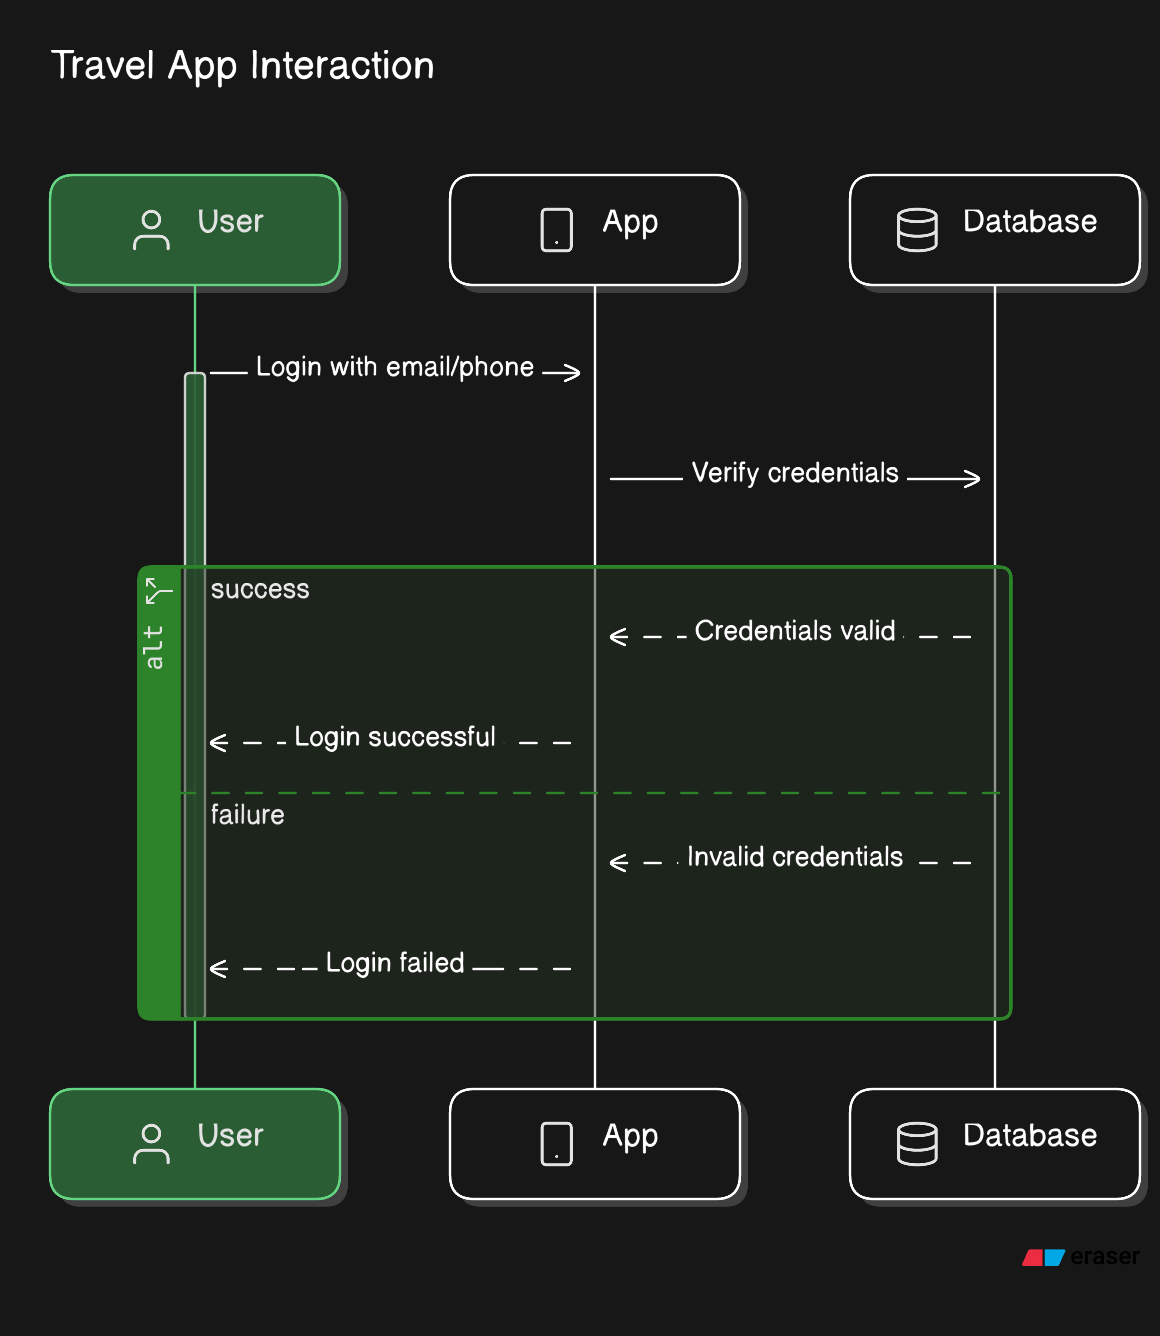 Travel App Interaction
User
App
Database
Login with email/phone
Verify credentials
alt
success
Credentials valid
Login successful
failure
Invalid credentials
Login failed
User
App
Database
eraser